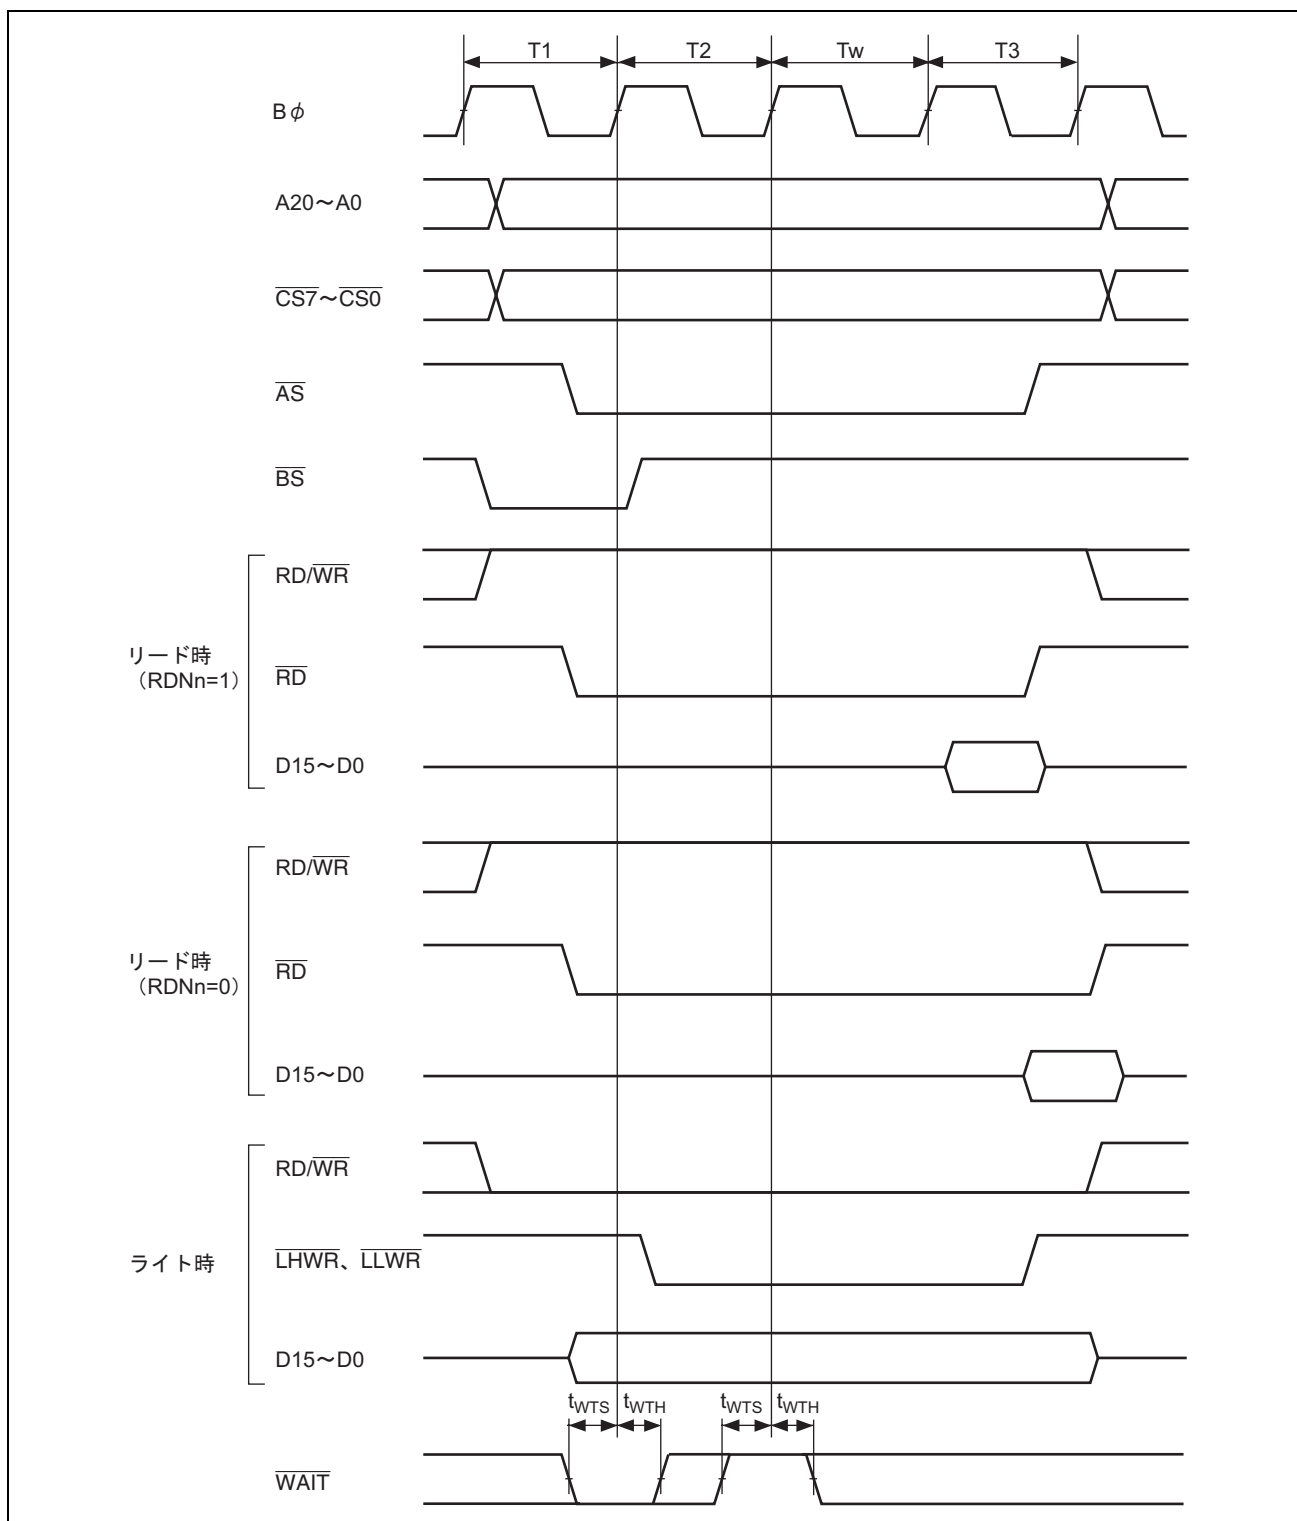 T1 T2 Tw T3
Bφ
A20～A0
CS7～CS0
AS
BS
RD/WR
リード時
（RDNn=1）
RD
D15～D0
RD/WR
リード時
（RDNn=0）
RD
D15～D0
RD/WR
ライト時
LHWR、LLWR
D15～D0
tWTS tWTH tWTS tWTH
WAIT